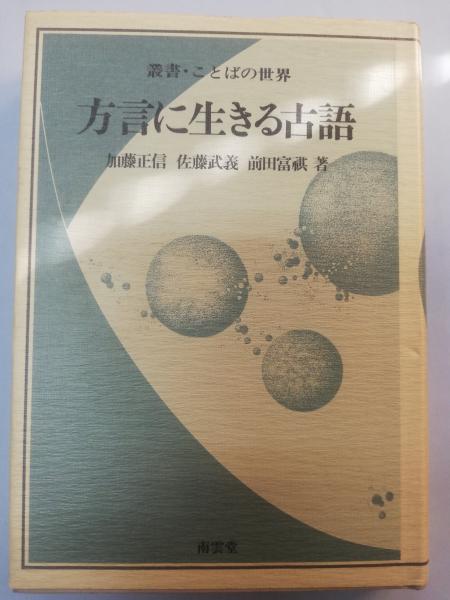 叢書・ことばの世界
方言に生きる古語
加藤正信 佐藤武義 前田富祺 著
南雲堂